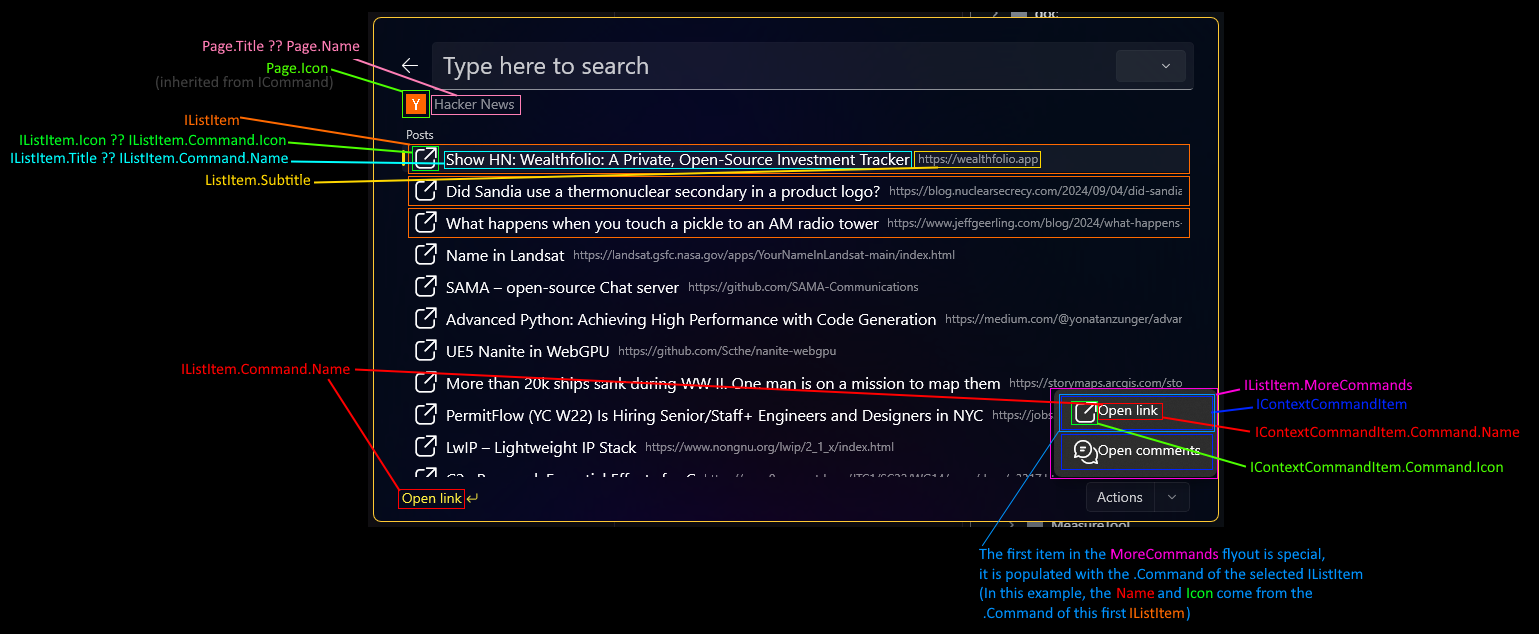 doc
Page.Title ?? Page.Name
Type here to search
Page.Icon
(inherited from ICommand)
Y Hacker News
IListItem
Posts
IListItem.Icon ?? IListItem.Command.Icon
IListItem.Title ?? IListItem.Command.Name
Show HN: Wealthfolio: A Private, Open-Source Investment Tracker https://wealthfolio.app
ListItem.Subtitle
Did Sandia use a thermonuclear secondary in a product logo? https://blog.nuclearsecrecy.com/2024/09/04/did-sandia
What happens when you touch a pickle to an AM radio tower https://www.jeffgeerling.com/blog/2024/what-happens-
Name in Landsat https://landsat.gsfc.nasa.gov/apps/YourNameInLandsat-main/index.html
SAMA – open-source Chat server https://github.com/SAMA-Communications
Advanced Python: Achieving High Performance with Code Generation https://medium.com/@yonatanzunger/advar
UE5 Nanite in WebGPU https://github.com/Scthe/nanite-webgpu
IListItem.Command.Name
More than 20k ships sank during WW II. One man is on a mission to map them https://storymaps.arcgis.com/sto
IListItem.MoreCommands
IContextCommandItem
PermitFlow (YC W22) Is Hiring Senior/Staff+ Engineers and Designers in NYC https://jobs
Open link
IContextCommandItem.Command.Name
LwIP – Lightweight IP Stack https://www.nongnu.org/lwip/2_1_x/index.html
Open comments
IContextCommandItem.Command.Icon
Open link
Actions
MeasureTool
The first item in the MoreCommands flyout is special,
it is populated with the .Command of the selected IListItem
(In this example, the Name and Icon come from the
.Command of this first IListItem)